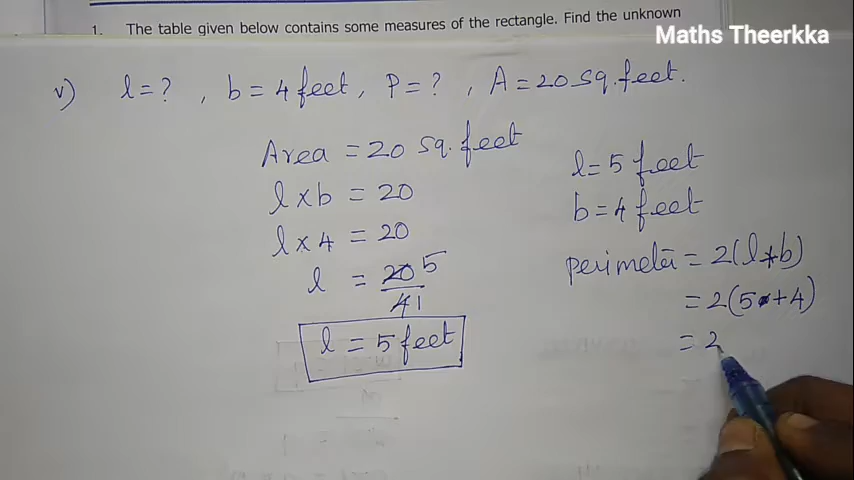 1. The table given below contains some measures of the rectangle. Find the unknown
Maths Theerkka
v) l = ? , b = 4 feet, P = ? , A = 20 sq. feet.
Area = 20 sq. feet
l x b = 20
l x 4 = 20
l = 20 5
41
l = 5 feet
l = 5 feet
b = 4 feet
perimeter = 2(l + b)
= 2(5 + 4)
= 2